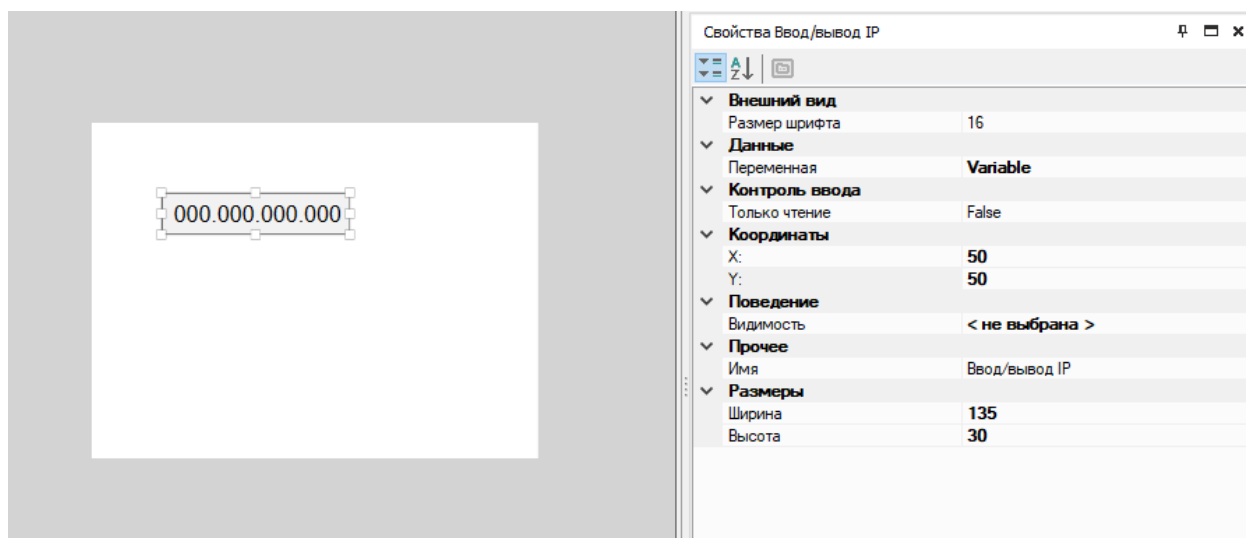 Свойства Ввод/вывод IP
Внешний вид
Размер шрифта 16
Данные
Переменная Variable
Контроль ввода
Только чтение False
Координаты
X: 50
000.000.000.000
Y: 50
Поведение
Видимость < не выбрана >
Прочее
Имя Ввод/вывод IP
Размеры
Ширина 135
Высота 30